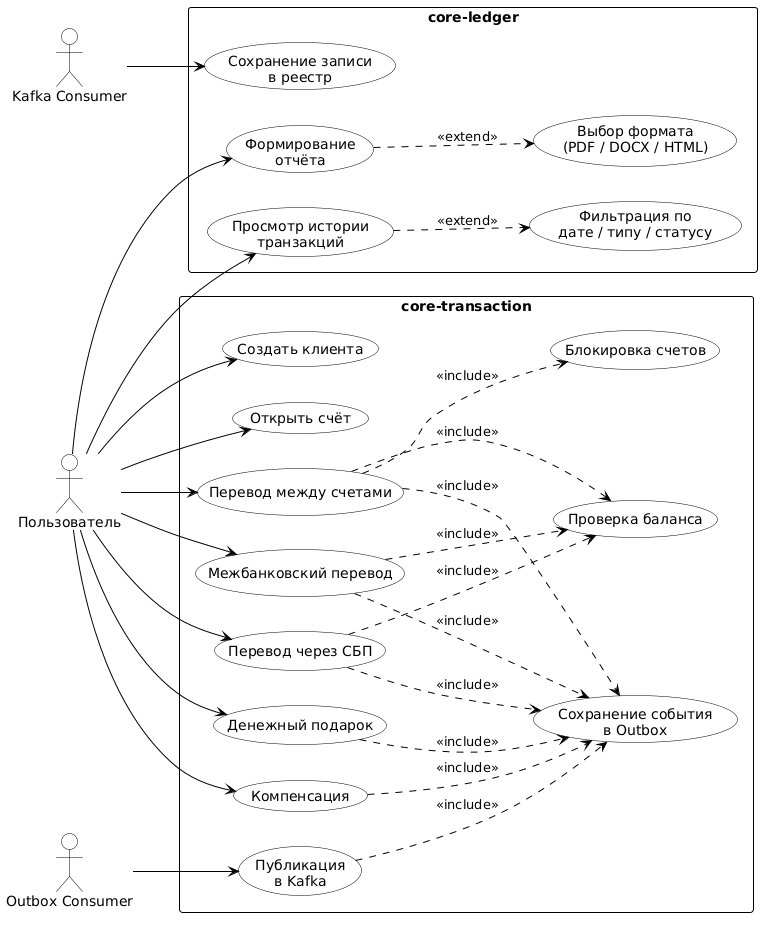 core-ledger
Kafka Consumer
Сохранение записи
в реестр
Формирование
отчёта
«extend»
Выбор формата
(PDF / DOCX / HTML)
Просмотр истории
транзакций
«extend»
Фильтрация по
дате / типу / статусу
core-transaction
Создать клиента
Блокировка счетов
«include»
Открыть счёт
«include»
Пользователь
Перевод между счетами
«include»
Проверка баланса
«include»
Межбанковский перевод
«include»
«include»
Перевод через СБП
«include»
Сохранение события
в Outbox
Денежный подарок
«include»
«include»
Компенсация
«include»
Outbox Consumer
Публикация
в Kafka